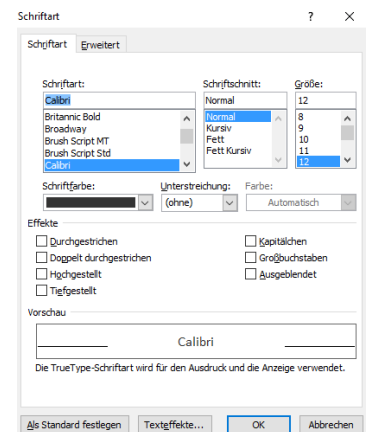 Schriftart ? X
Schriftart Erweitert
Schriftart: Schriftschnitt: Größe:
Calibri Normal 12
Britannic Bold Normal 8
Broadway Kursiv 9
Brush Script MT Fett 10
Brush Script Std Fett Kursiv 11
Calibri 12
Schriftfarbe: Unterstreichung: Farbe:
(ohne) Automatisch
Effekte
Durchgestrichen Kapitälchen
Doppelt durchgestrichen Großbuchstaben
Hochgestellt Ausgeblendet
Tiefgestellt
Vorschau
Calibri
Die TrueType-Schriftart wird für den Ausdruck und die Anzeige verwendet.
Als Standard festlegen Texteffekte... OK Abbrechen